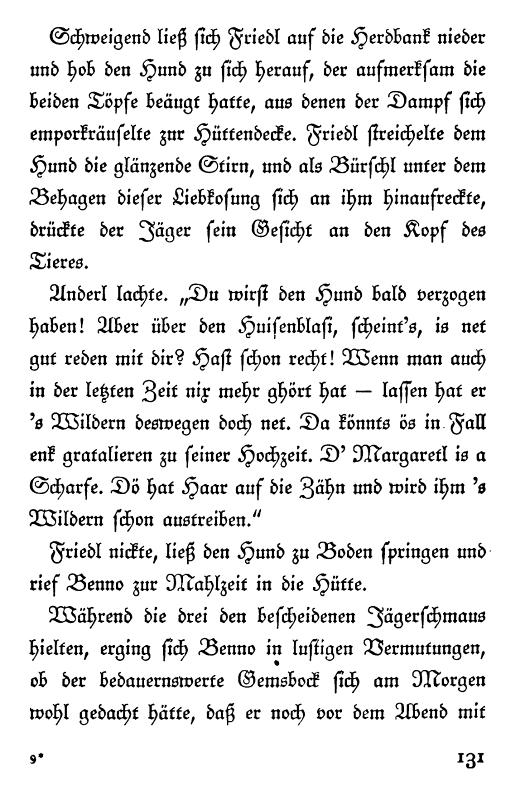 Schweigend ließ sich Friedl auf die Herdbank nieder
und hob den Hund zu sich herauf, der aufmerksam die
beiden Töpfe beäugt hatte, aus denen der Dampf sich
emporkräuselte zur Hüttendecke. Friedl streichelte dem
Hund die glänzende Stirn, und als Bürschl unter dem
Behagen dieser Liebkosung sich an ihm hinaufreckte,
drückte der Jäger sein Gesicht an den Kopf des
Tieres.
Anderl lachte. „Du wirst den Hund bald verzogen
haben! Aber über den Huisenblasi, scheint's, is net
gut reden mit dir? Hast schon recht! Wenn man auch
in der letzten Zeit nix mehr ghört hat — lassen hat er
's Wildern deswegen doch net. Da könnts ös in Fall
enk gratalieren zu seiner Hochzeit. D' Margaretl is a
Scharfe. Dö hat Haar auf die Zähn und wird ihm 's
Wildern schon austreiben.“
Friedl nickte, ließ den Hund zu Boden springen und
rief Benno zur Mahlzeit in die Hütte.
Während die drei den bescheidenen Jägerschmaus
hielten, erging sich Benno in lustigen Vermutungen,
ob der bedauernswerte Gemsbock sich am Morgen
wohl gedacht hätte, daß er noch vor dem Abend mit
9* 131